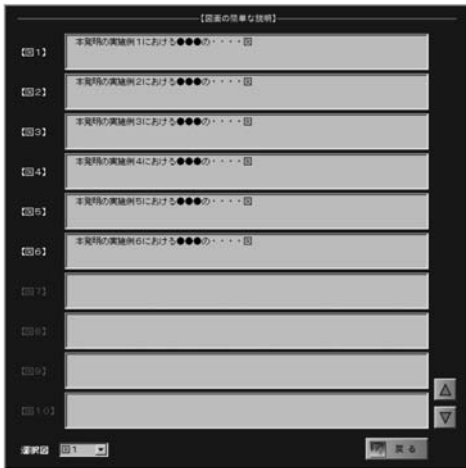 【図面の簡単な説明】
【図1】
本発明の実施例1における●●●の・・・・図
【図2】
本発明の実施例2における●●●の・・・・図
【図3】
本発明の実施例3における●●●の・・・・図
【図4】
本発明の実施例4における●●●の・・・・図
【図5】
本発明の実施例5における●●●の・・・・図
【図6】
本発明の実施例6における●●●の・・・・図
【図7】
【図8】
【図9】
【図10】
選択図 図1 戻る